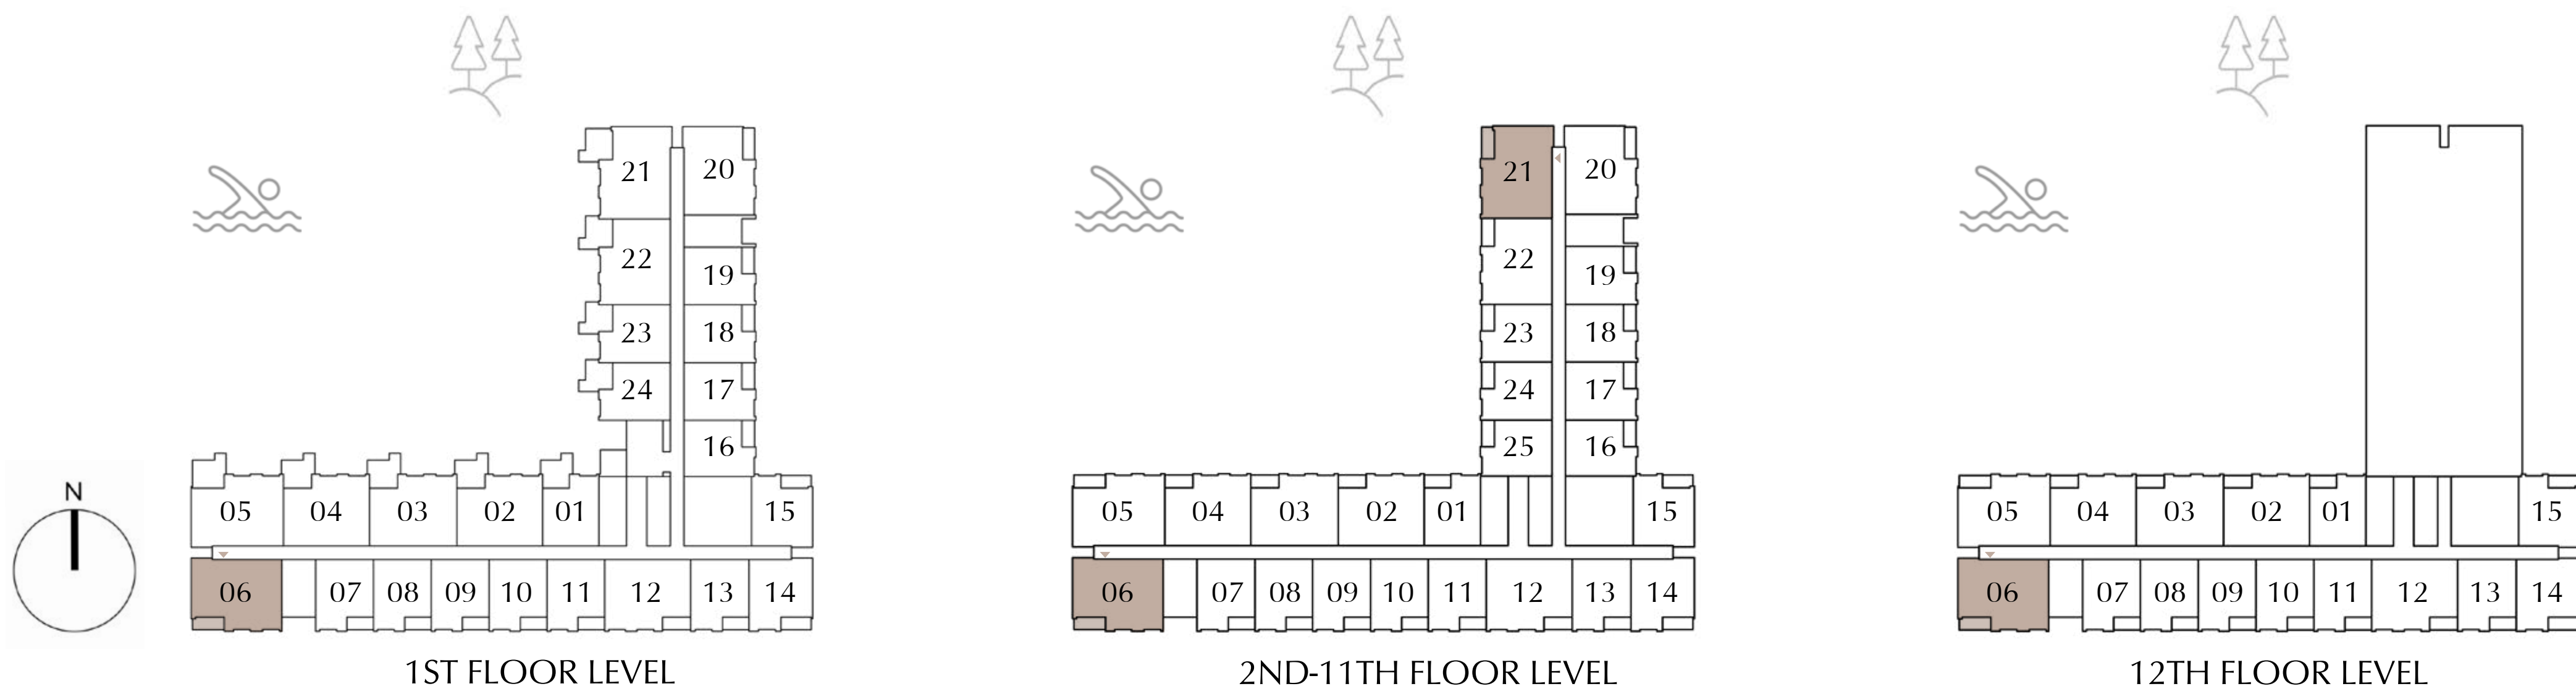 N
21 20
22
19
23 18
24 17
16
05 04 03 02 01 15
06 07 08 09 10 11 12 13 14
1ST FLOOR LEVEL
21 20
22
19
23 18
24 17
25 16
05 04 03 02 01 15
06 07 08 09 10 11 12 13 14
2ND-11TH FLOOR LEVEL
05 04 03 02 01 15
06 07 08 09 10 11 12 13 14
12TH FLOOR LEVEL